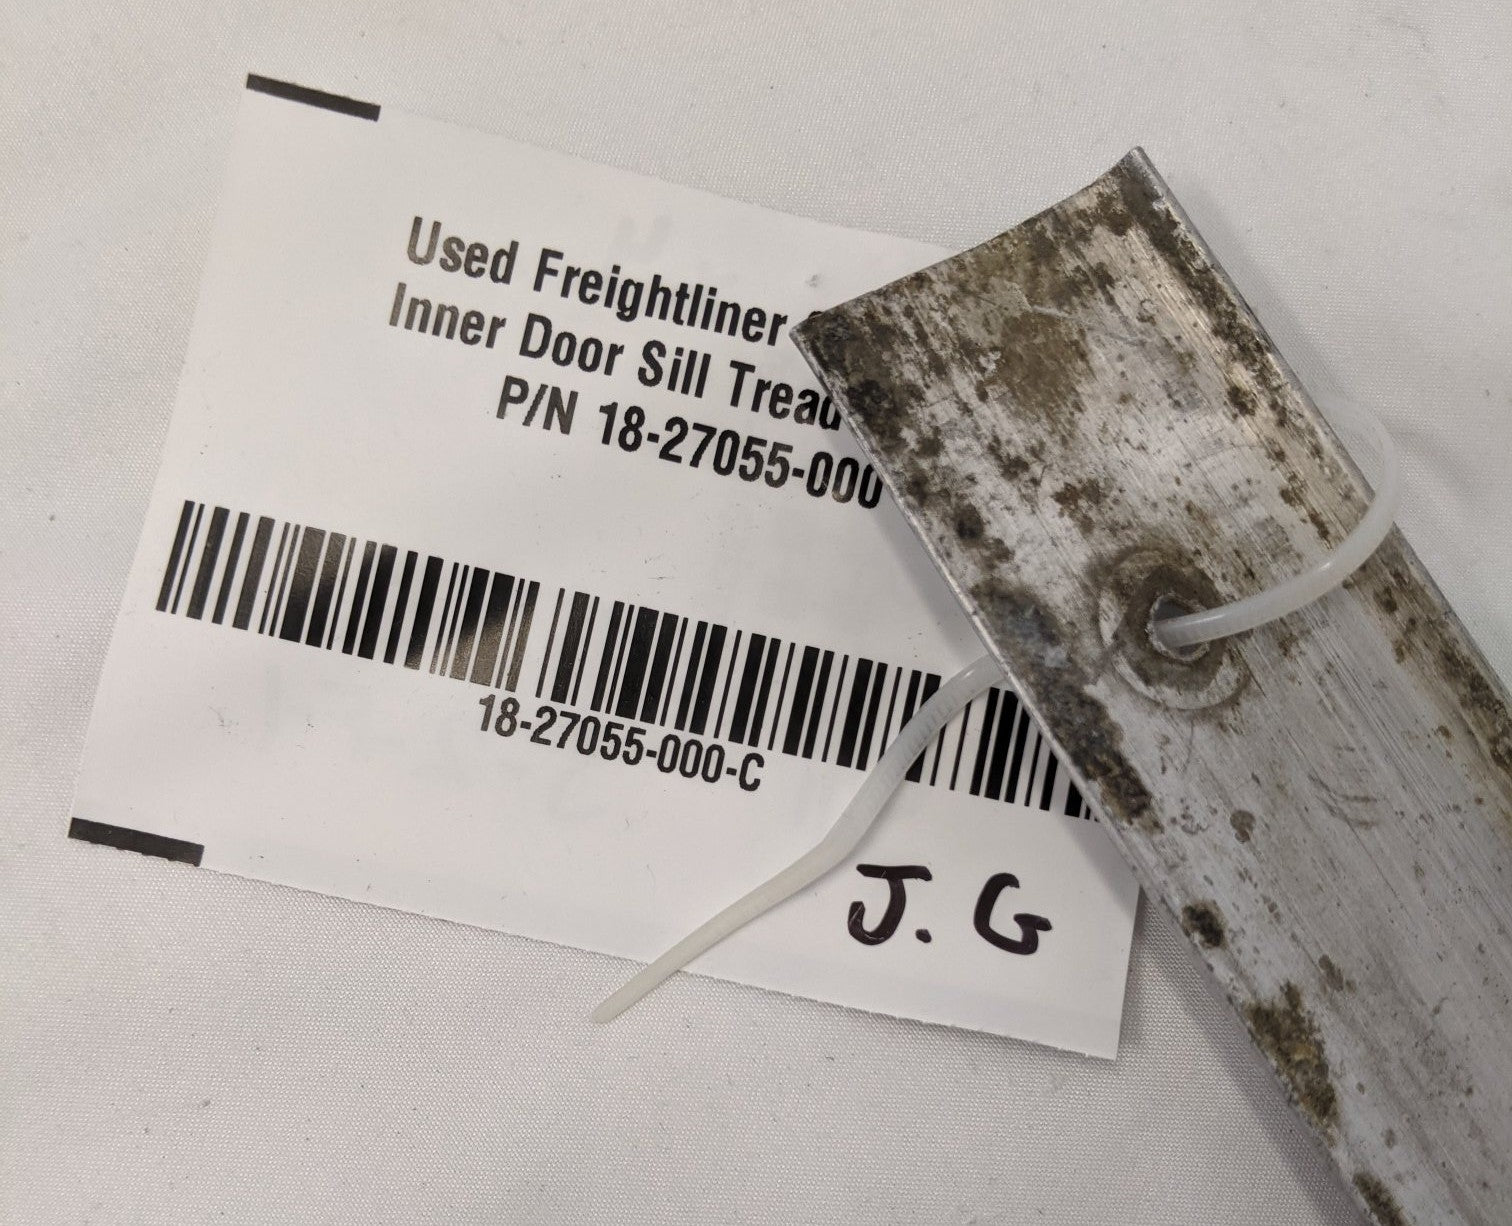 Used Freightliner
Inner Door Sill Tread
P/N 18-27055-000
18-27055-000-C
J. G